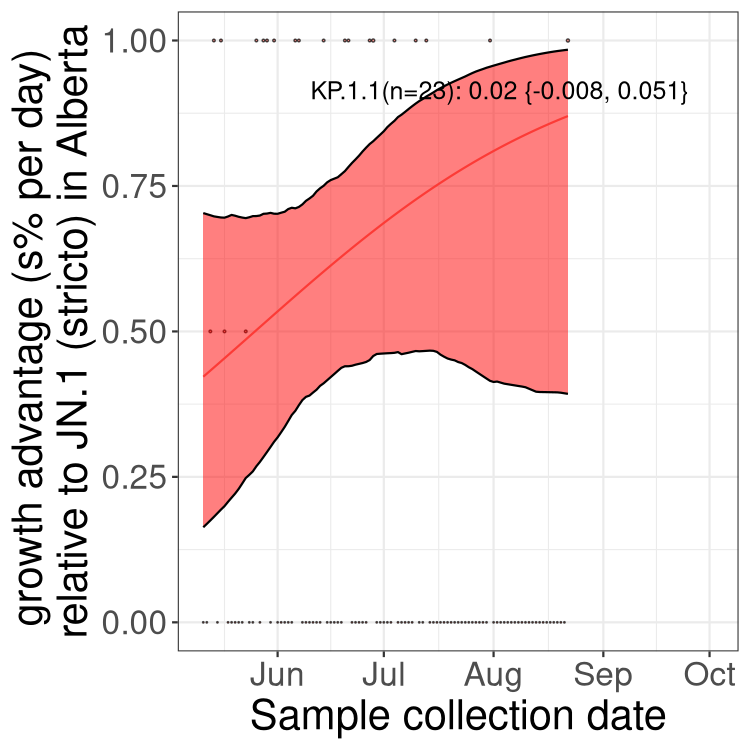 growth advantage (s% per day)
relative to JN.1 (stricto) in Alberta
1.00
0.75
0.50
0.25
0.00
KP.1.1(n=23): 0.02 {-0.008, 0.051}
Jun Jul Aug Sep Oct
Sample collection date